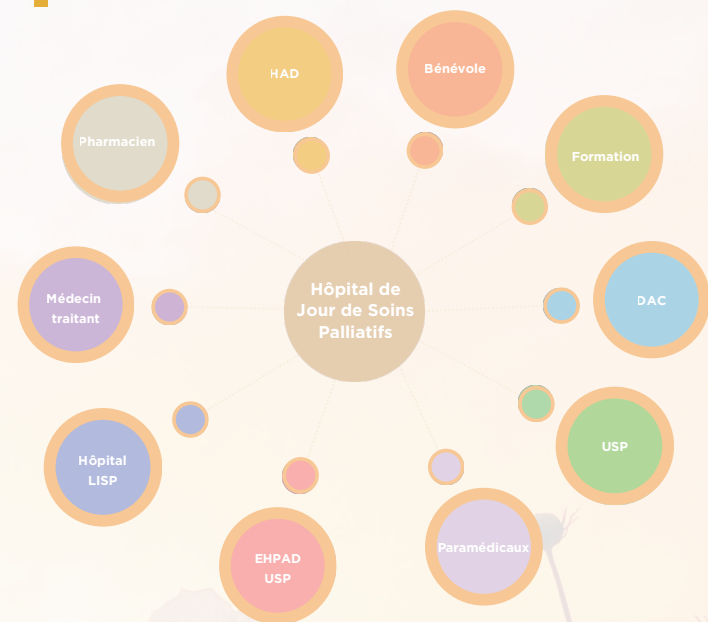 HAD
Bénévole
Pharmacien
Formation
Médecin
traitant
Hôpital de
Jour de Soins
Palliatifs
DAC
Hôpital
LISP
USP
EHPAD
USP
Paramédicaux